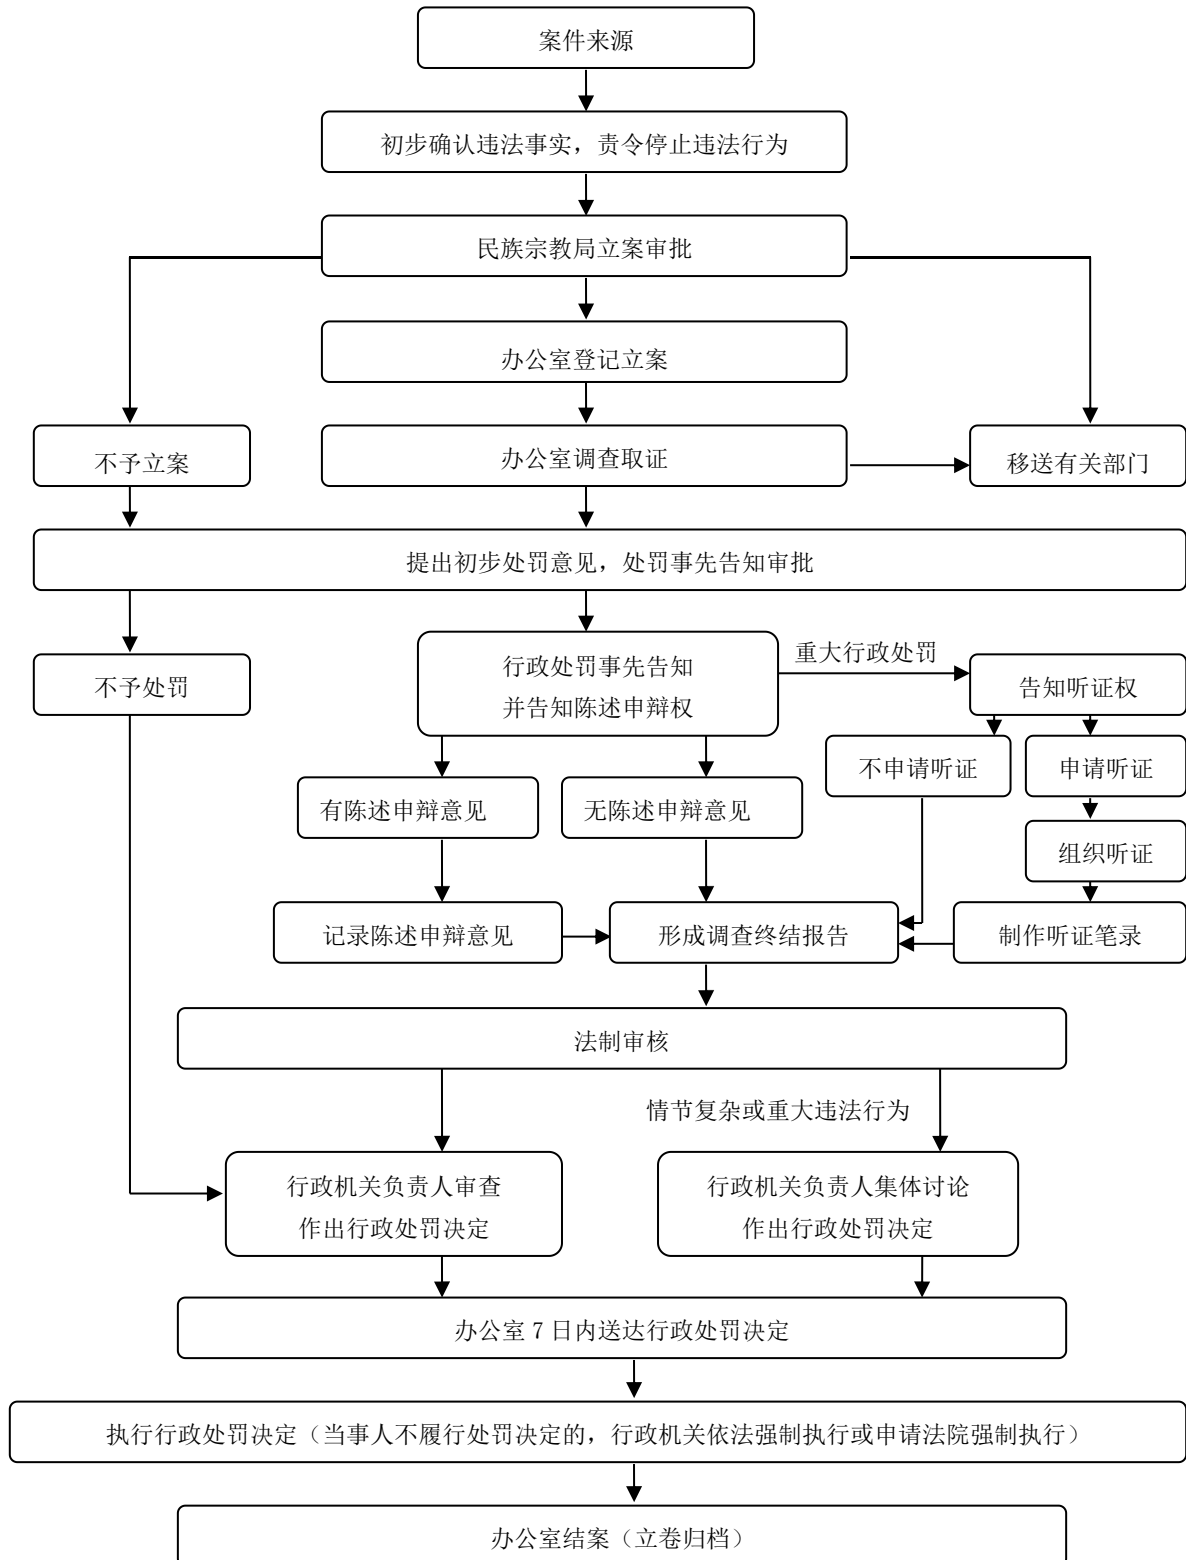 案件来源
初步确认违法事实，责令停止违法行为
民族宗教局立案审批
办公室登记立案
不予立案
办公室调查取证
移送有关部门
提出初步处罚意见，处罚事先告知审批
行政处罚事先告知
并告知陈述申辩权
重大行政处罚
告知听证权
不予处罚
不申请听证
申请听证
有陈述申辩意见
无陈述申辩意见
组织听证
记录陈述申辩意见
形成调查终结报告
制作听证笔录
法制审核
情节复杂或重大违法行为
行政机关负责人审查
作出行政处罚决定
行政机关负责人集体讨论
作出行政处罚决定
办公室 7 日内送达行政处罚决定
执行行政处罚决定（当事人不履行处罚决定的，行政机关依法强制执行或申请法院强制执行）
办公室结案（立卷归档）